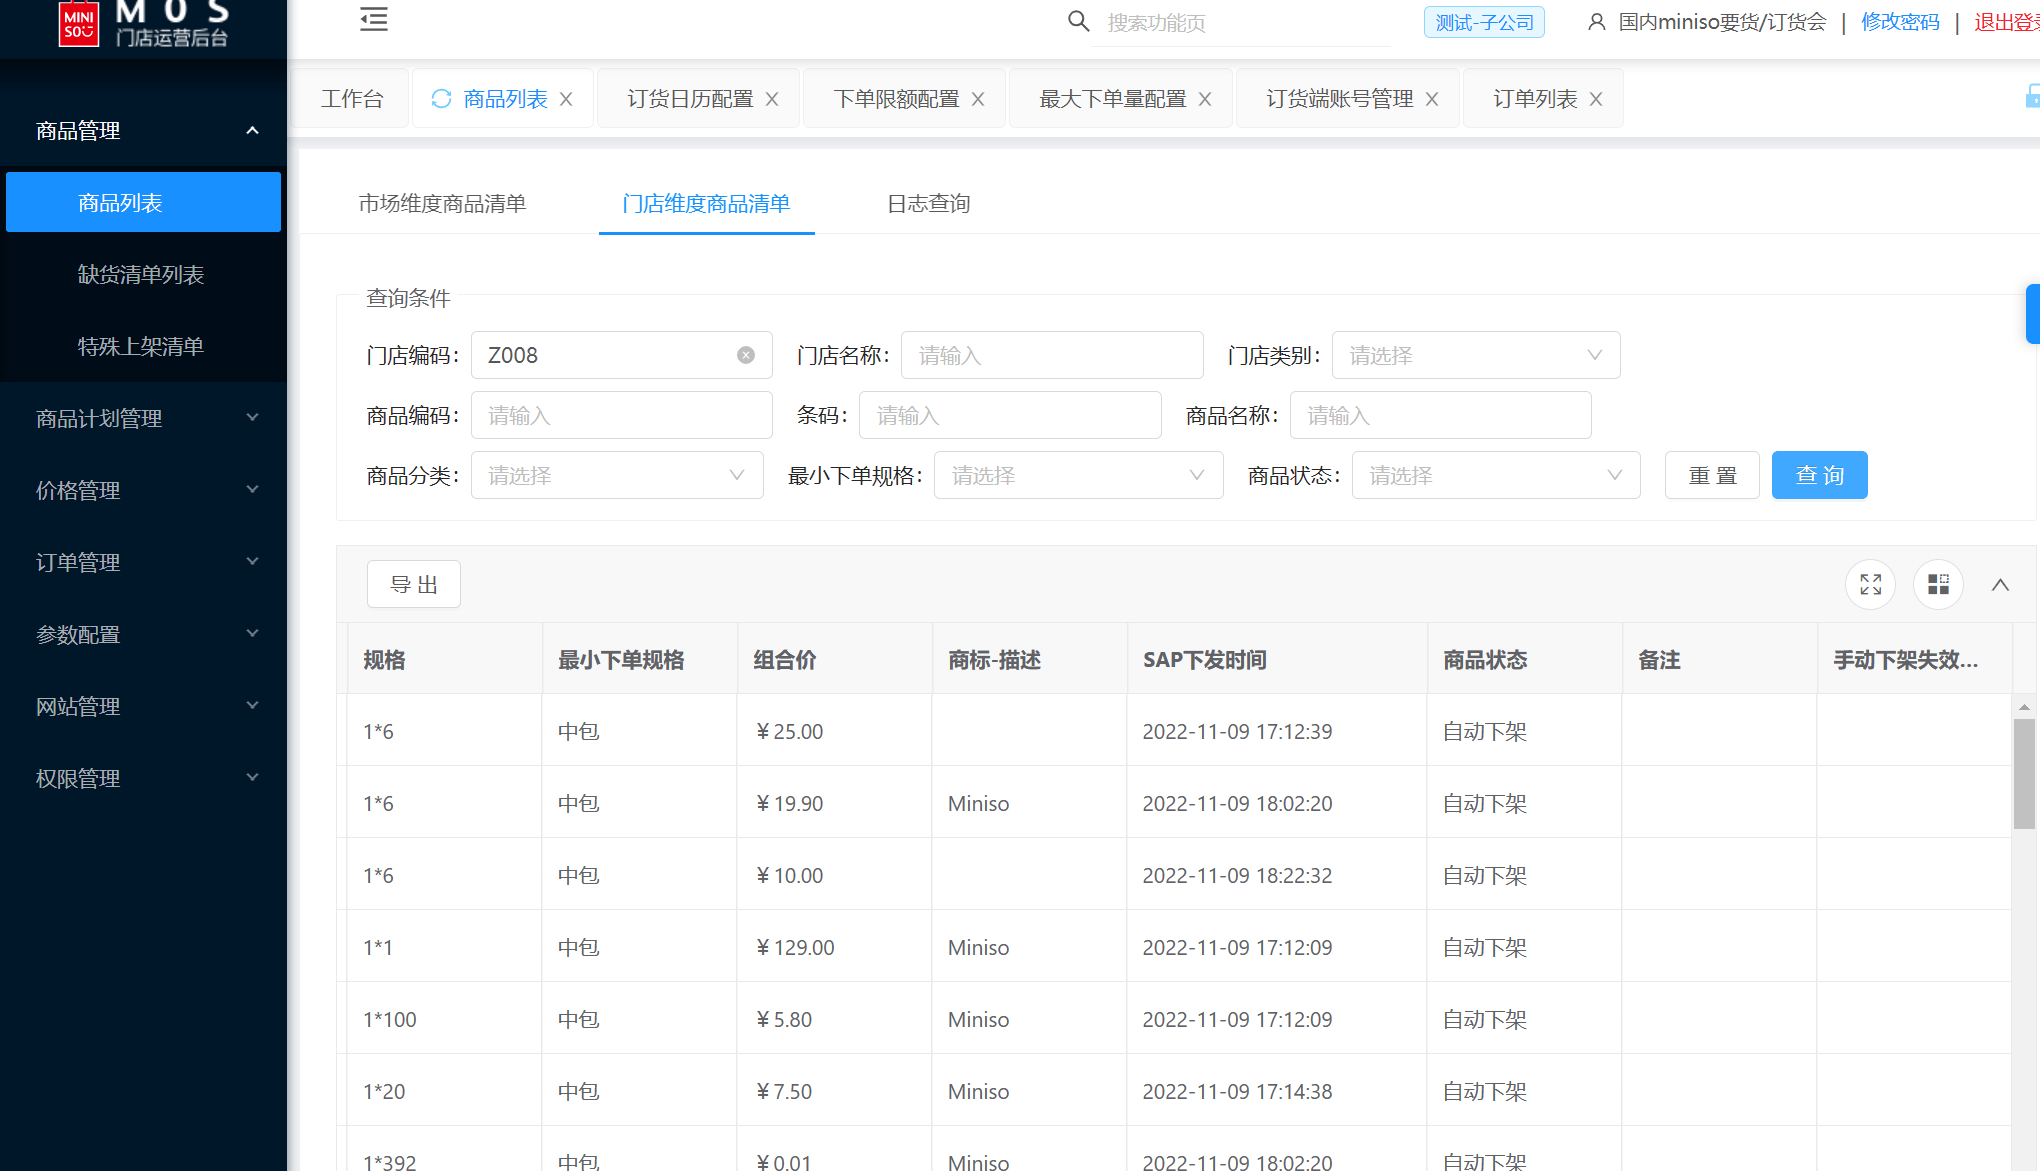 MINI
SO
MOS
门店运营后台
搜索功能页
测试-子公司
国内miniso要货/订货会 | 修改密码 | 退出登录
工作台
商品列表
订货日历配置
下单限额配置
最大下单量配置
订货端账号管理
订单列表
商品管理
商品列表
缺货清单列表
特殊上架清单
商品计划管理
价格管理
订单管理
参数配置
网站管理
权限管理
市场维度商品清单
门店维度商品清单
日志查询
查询条件
门店编码: Z008 门店名称: 请输入 门店类别: 请选择
商品编码: 请输入 条码: 请输入 商品名称: 请输入
商品分类: 请选择 最小下单规格: 请选择 商品状态: 请选择 重置 查询
导出
规格 最小下单规格 组合价 商标-描述 SAP下发时间 商品状态 备注 手动下架失效...
1*6 中包 ¥25.00 2022-11-09 17:12:39 自动下架
1*6 中包 ¥19.90 Miniso 2022-11-09 18:02:20 自动下架
1*6 中包 ¥10.00 2022-11-09 18:22:32 自动下架
1*1 中包 ¥129.00 Miniso 2022-11-09 17:12:09 自动下架
1*100 中包 ¥5.80 Miniso 2022-11-09 17:12:09 自动下架
1*20 中包 ¥7.50 Miniso 2022-11-09 17:14:38 自动下架
1*392 中包 ¥0.01 Miniso 2022-11-09 18:02:20 自动下架